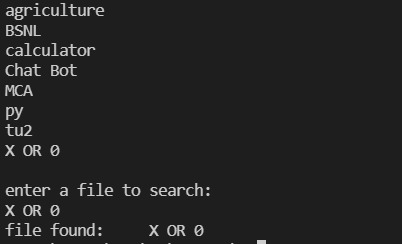 agriculture
BSNL
calculator
Chat Bot
MCA
py
tu2
X OR 0
enter a file to search:
X OR 0
file found:     X OR 0